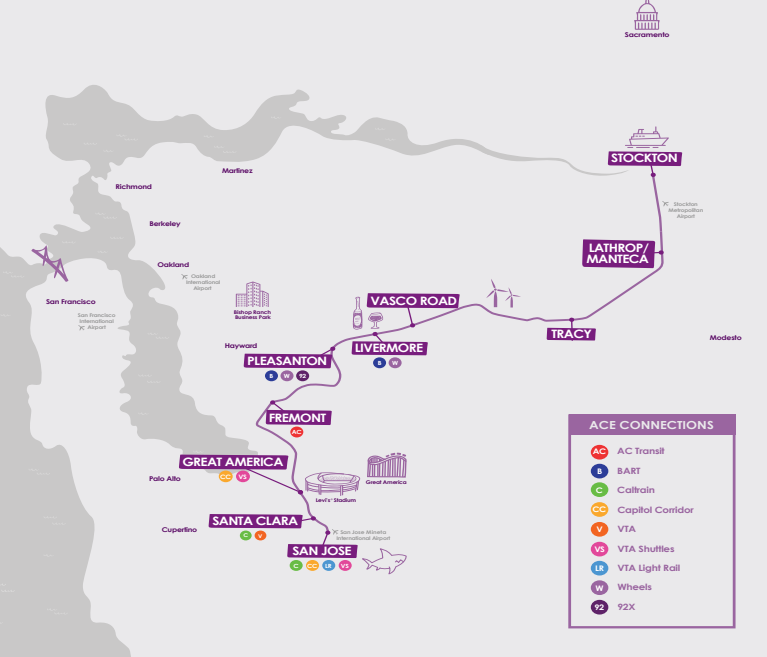 Sacramento
STOCKTON
Martinez
Richmond
Stockton
Metropolitan
Airport
Berkeley
LATHROP/
MANTECA
Oakland
Oakland
International
Airport
San Francisco
San Francisco
International
Airport
Bishop Ranch
Business Park
VASCO ROAD
TRACY
Modesto
Hayward
LIVERMORE
B W
PLEASANTON
B W 92
FREMONT
AC
GREAT AMERICA
CC VS
Great America
Levi's' Stadium
Palo Alto
SANTA CLARA
C V
Cupertino
San Jose Mineta
International Airport
SAN JOSE
C CC LR VS
ACE CONNECTIONS
AC AC Transit
B BART
C Caltrain
CC Capitol Corridor
V VTA
VS VTA Shuttles
LR VTA Light Rail
W Wheels
92 92X